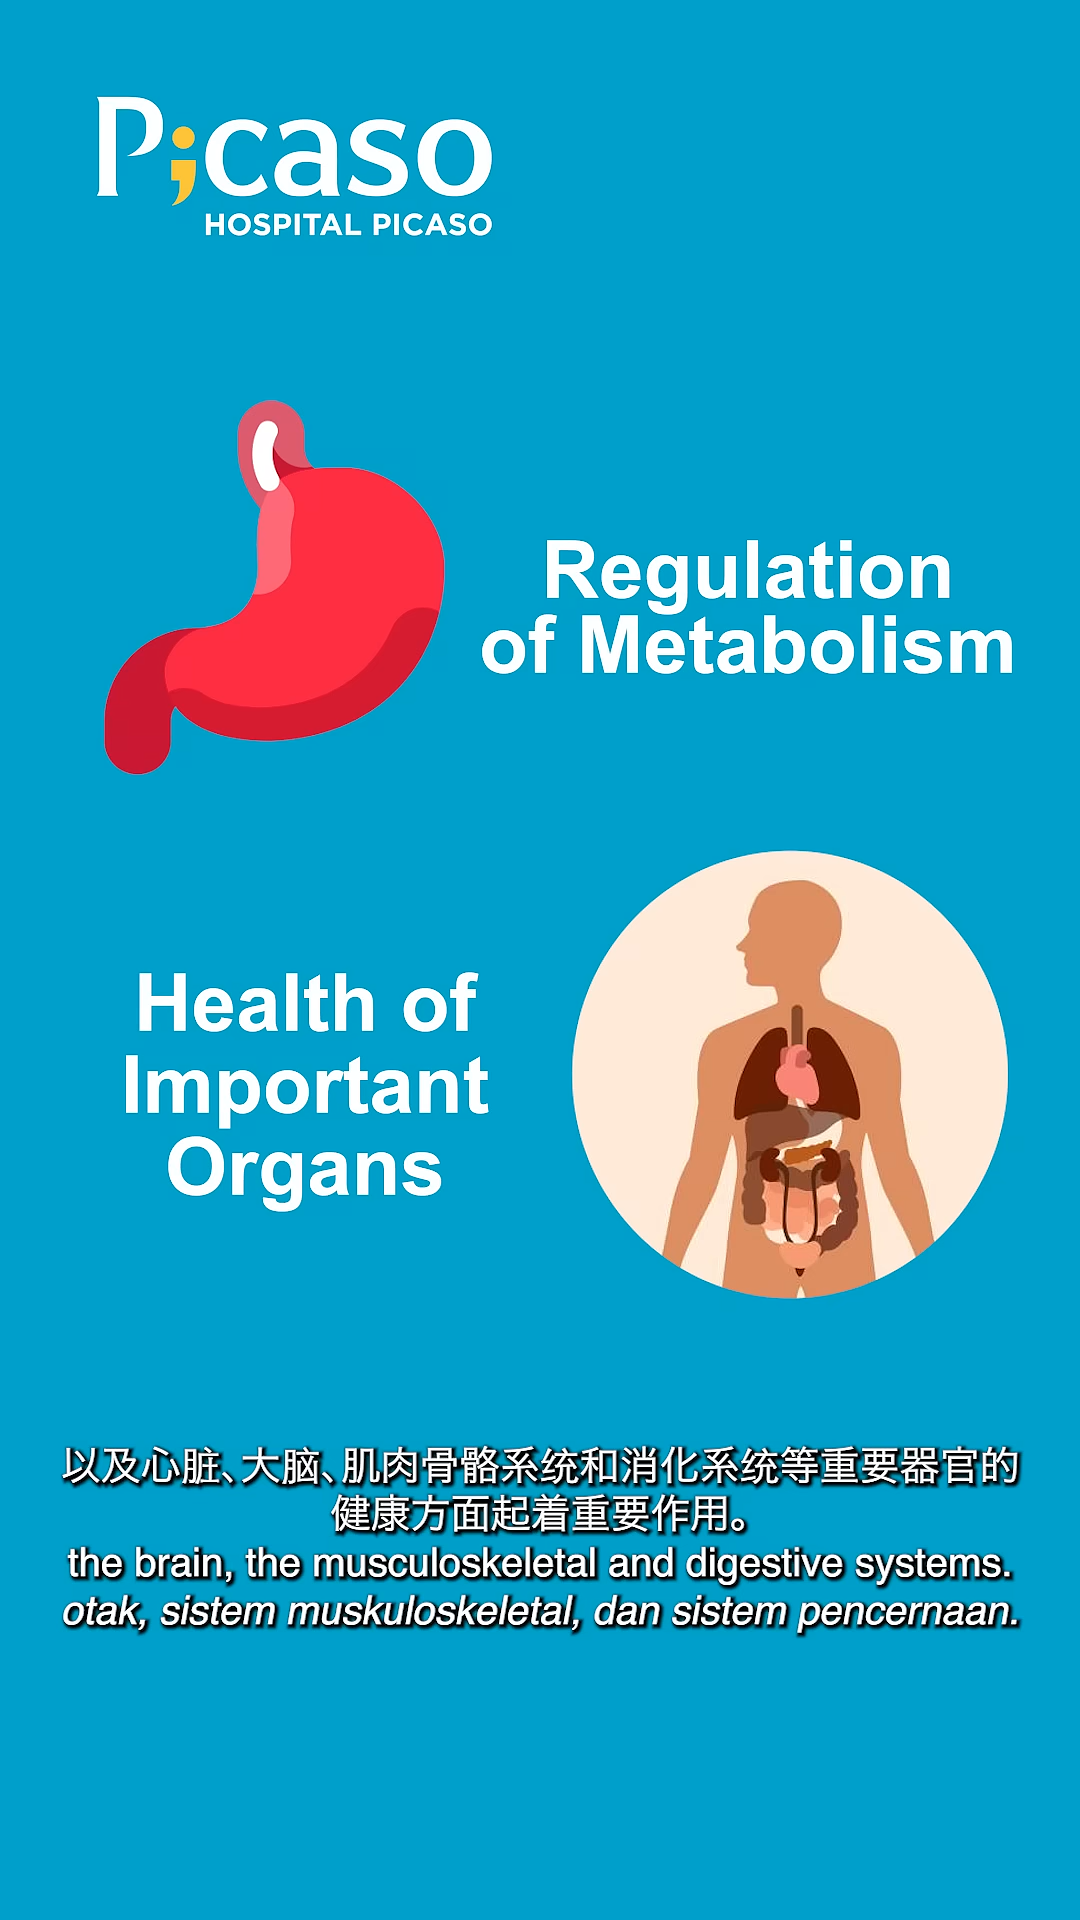 Picaso
HOSPITAL PICASO
Regulation
of Metabolism
Health of
Important
Organs
以及心脏、大脑、肌肉骨骼系统和消化系统等重要器官的
健康方面起着重要作用。
the brain, the musculoskeletal and digestive systems.
otak, sistem muskuloskeletal, dan sistem pencernaan.